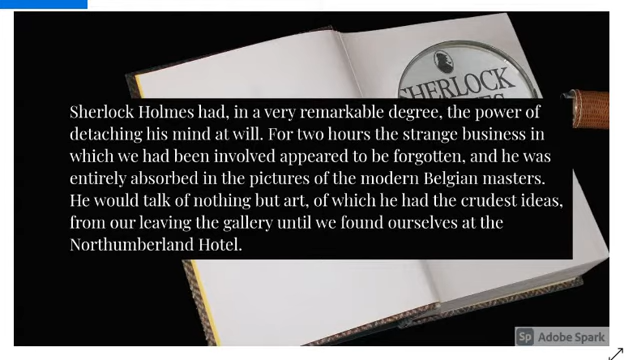 SHERLOCK
Sherlock Holmes had, in a very remarkable degree, the power of
detaching his mind at will. For two hours the strange business in
which we had been involved appeared to be forgotten, and he was
entirely absorbed in the pictures of the modern Belgian masters.
He would talk of nothing but art, of which he had the crudest ideas,
from our leaving the gallery until we found ourselves at the
Northumberland Hotel.
Sp Adobe Spark